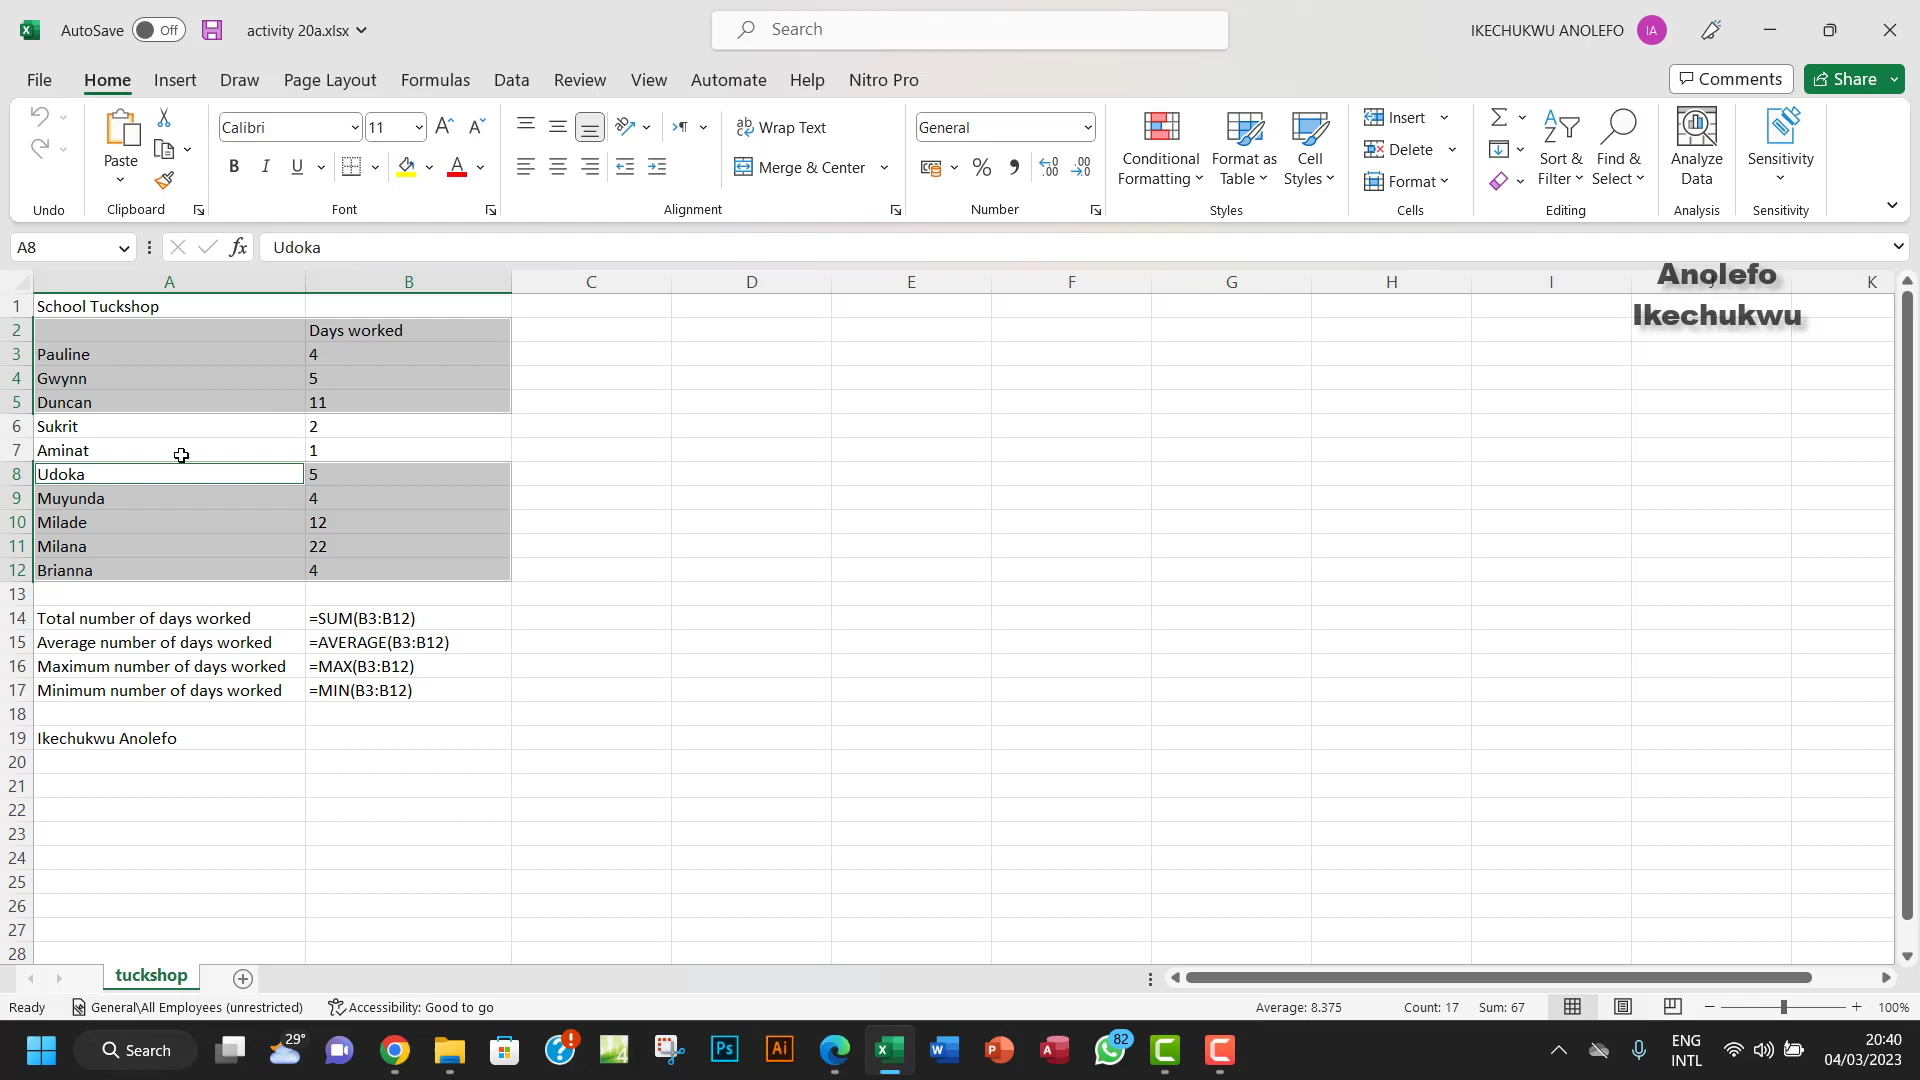 AutoSave Off activity 20a.xlsx Search IKECHUKWU ANOLEFO IA
File Home Insert Draw Page Layout Formulas Data Review View Automate Help Nitro Pro Comments Share
Paste Calibri 11 Wrap Text General Conditional Formatting Format as Table Cell Styles Insert Sort & Filter Find & Select Analyze Data Sensitivity
B I U A Merge & Center Delete
Format
Undo Clipboard Font Alignment Number Styles Cells Editing Analysis Sensitivity
A8 fx Udoka
Anolefo
Ikechukwu
A B C D E F G H I J K
1 School Tuckshop
2 Days worked
3 Pauline 4
4 Gwynn 5
5 Duncan 11
6 Sukrit 2
7 Aminat 1
8 Udoka 5
9 Muyunda 4
10 Milade 12
11 Milana 22
12 Brianna 4
13
14 Total number of days worked =SUM(B3:B12)
15 Average number of days worked =AVERAGE(B3:B12)
16 Maximum number of days worked =MAX(B3:B12)
17 Minimum number of days worked =MIN(B3:B12)
18
19 Ikechukwu Anolefo
20
21
22
23
24
25
26
27
28
tuckshop
Ready General\All Employees (unrestricted) Accessibility: Good to go Average: 8.375 Count: 17 Sum: 67 100%
Search 29° Ps Ai 82 ENG INTL 20:40 04/03/2023